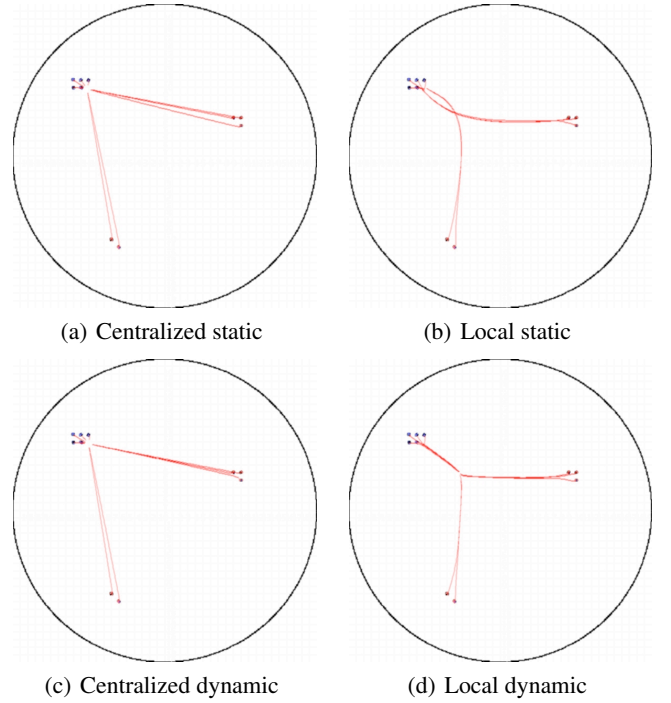 (a) Centralized static
(b) Local static
(c) Centralized dynamic
(d) Local dynamic